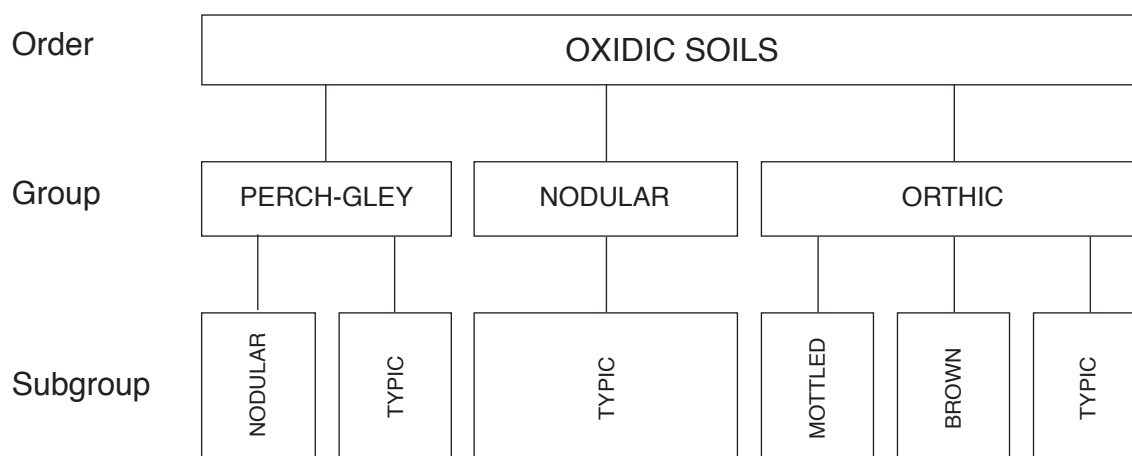 Order
OXIDIC SOILS
Group
PERCH-GLEY
NODULAR
ORTHIC
Subgroup
NODULAR
TYPIC
TYPIC
MOTTLED
BROWN
TYPIC